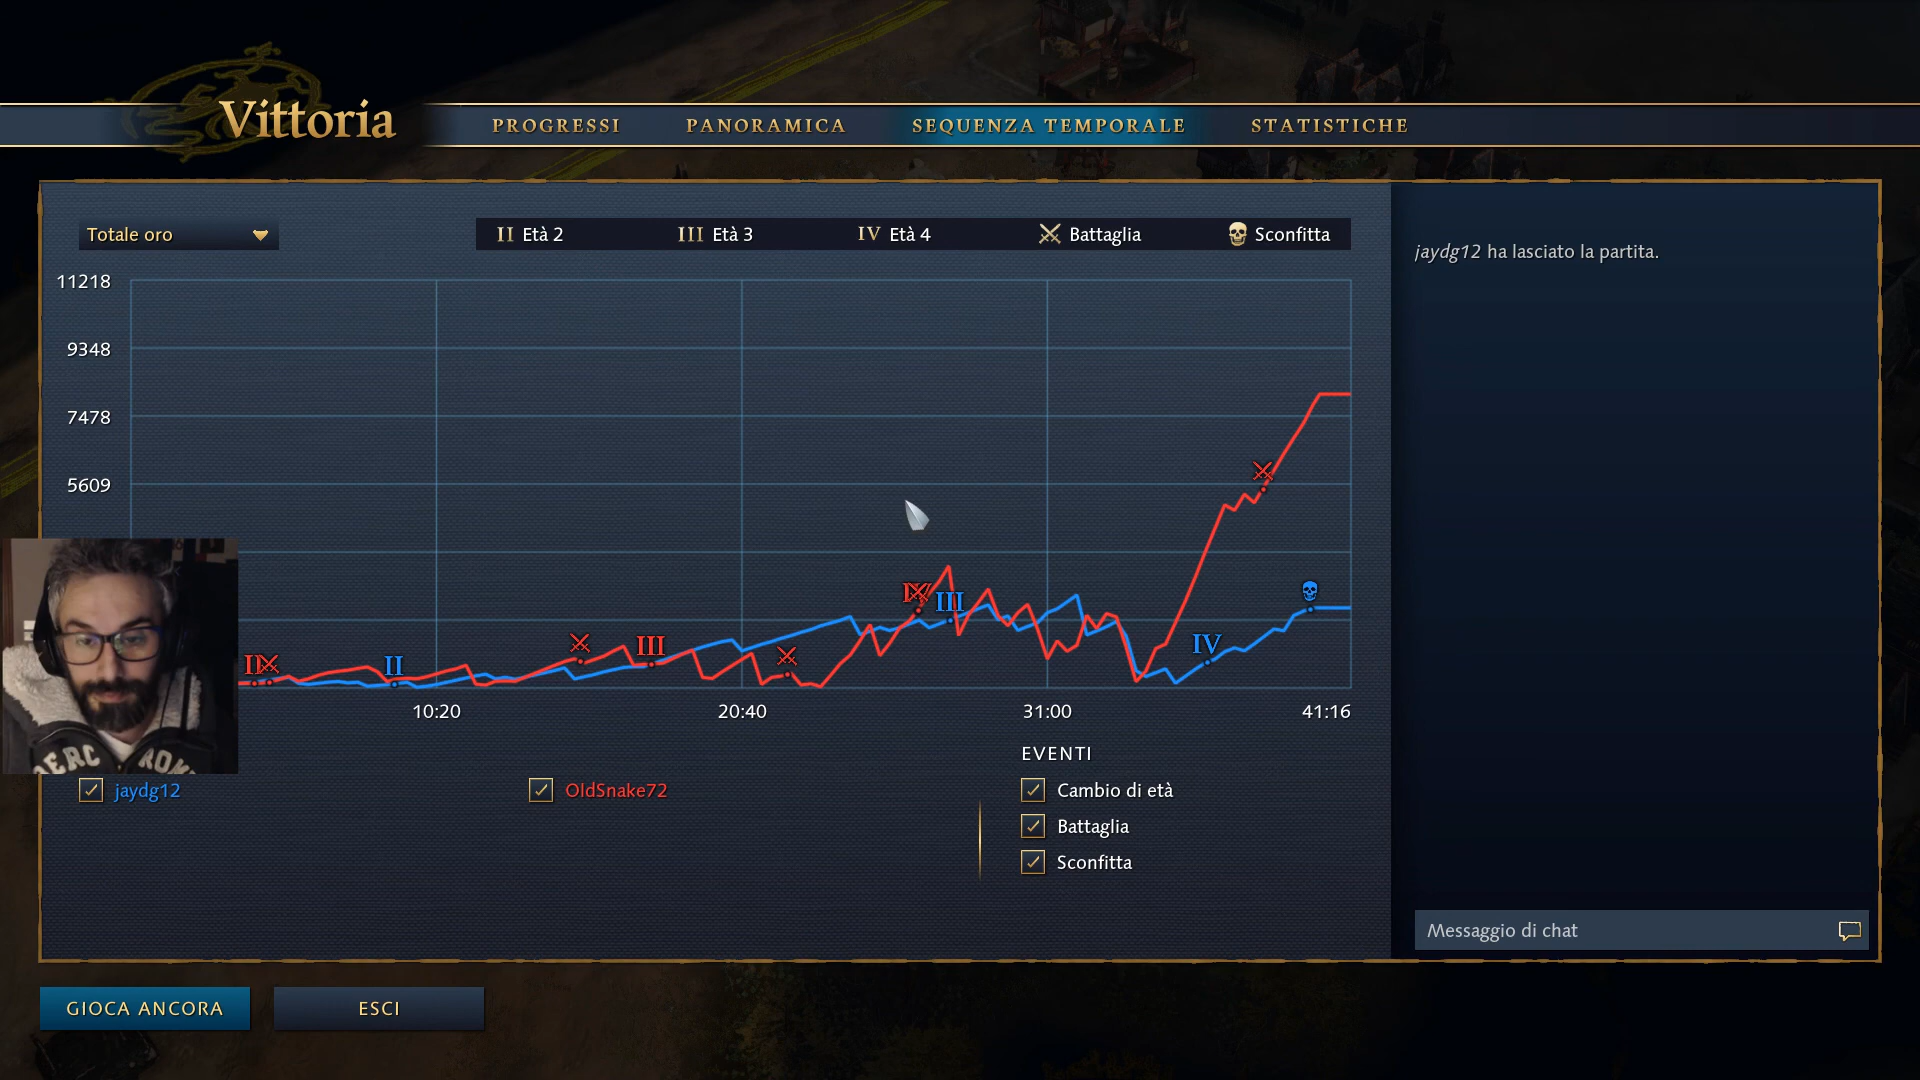 Vittoria
PROGRESSI
PANORAMICA
SEQUENZA TEMPORALE
STATISTICHE
Totale oro
II Età 2
III Età 3
IV Età 4
Battaglia
Sconfitta
jaydg12 ha lasciato la partita.
11218
9348
7478
5609
II
II
III
IV
III
IV
10:20
20:40
31:00
41:16
jaydg12
OldSnake72
EVENTI
Cambio di età
Battaglia
Sconfitta
Messaggio di chat
GIOCA ANCORA
ESCI